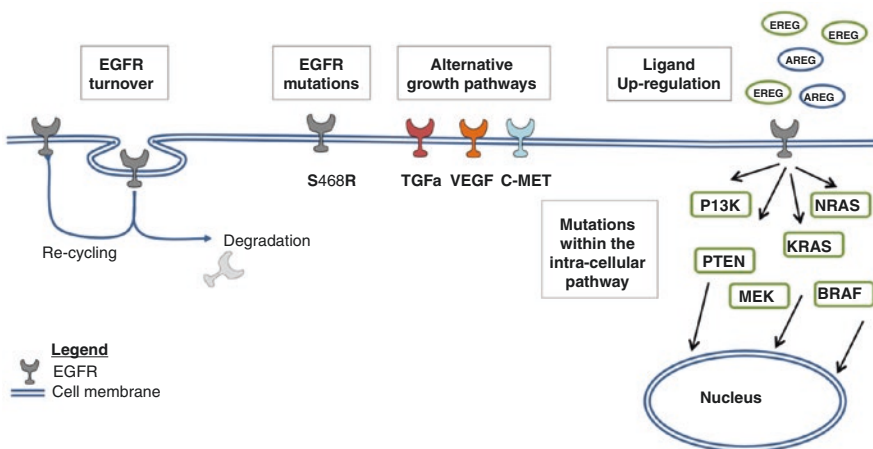 EGFR
turnover
EGFR
mutations
Alternative
growth pathways
Ligand
Up-regulation
EREG
EREG
AREG
EREG
AREG
S468R
TGFa VEGF C-MET
Re-cycling
Degradation
Mutations
within the
intra-cellular
pathway
P13K
NRAS
KRAS
PTEN
MEK
BRAF
Nucleus
Legend
EGFR
Cell membrane